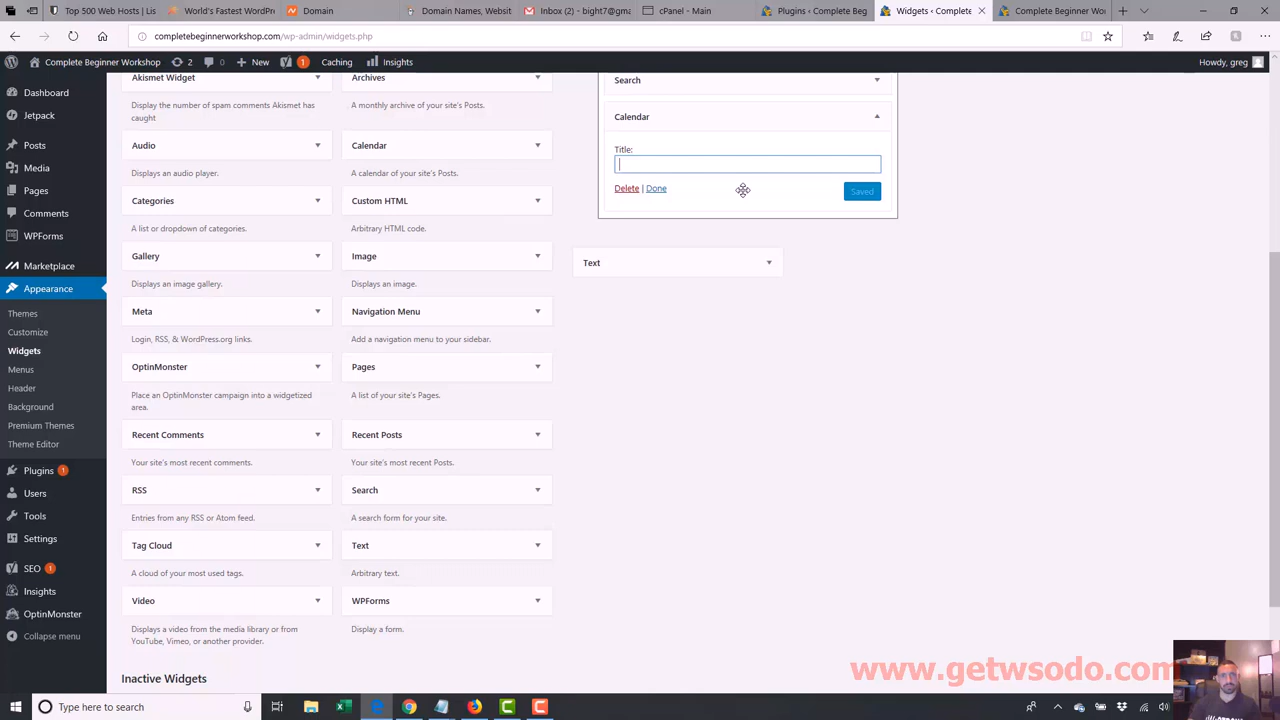 Top 500 Web Hosts Lis
World's Fastest WordPre
Domain
Domain Names, Websit
Inbox (2) - bight7@gma
cPanel - Main
Plugins ‹ Complete Beg
Widgets ‹ Complete
Complete Beginner Wor
completebeginnerworkshop.com/wp-admin/widgets.php
Complete Beginner Workshop
2
0
New
1
Caching
Insights
Howdy, greg
Dashboard
Jetpack
Posts
Media
Pages
Comments
WPForms
Marketplace
Appearance
Themes
Customize
Widgets
Menus
Header
Background
Premium Themes
Theme Editor
Plugins 1
Users
Tools
Settings
SEO 1
Insights
OptinMonster
Collapse menu
Akismet Widget
Display the number of spam comments Akismet has
caught
Archives
A monthly archive of your site's Posts.
Audio
Displays an audio player.
Calendar
A calendar of your site's Posts.
Categories
A list or dropdown of categories.
Custom HTML
Arbitrary HTML code.
Gallery
Displays an image gallery.
Image
Displays an image.
Meta
Login, RSS, & WordPress.org links.
Navigation Menu
Add a navigation menu to your sidebar.
OptinMonster
Place an OptinMonster campaign into a widgetized
area.
Pages
A list of your site's Pages.
Recent Comments
Your site's most recent comments.
Recent Posts
Your site's most recent Posts.
RSS
Entries from any RSS or Atom feed.
Search
A search form for your site.
Tag Cloud
A cloud of your most used tags.
Text
Arbitrary text.
Video
Displays a video from the media library or from
YouTube, Vimeo, or another provider.
WPForms
Display a form.
Inactive Widgets
Search
Calendar
Title:
Delete | Done
Saved
Text
www.getwsodo.com
Type here to search